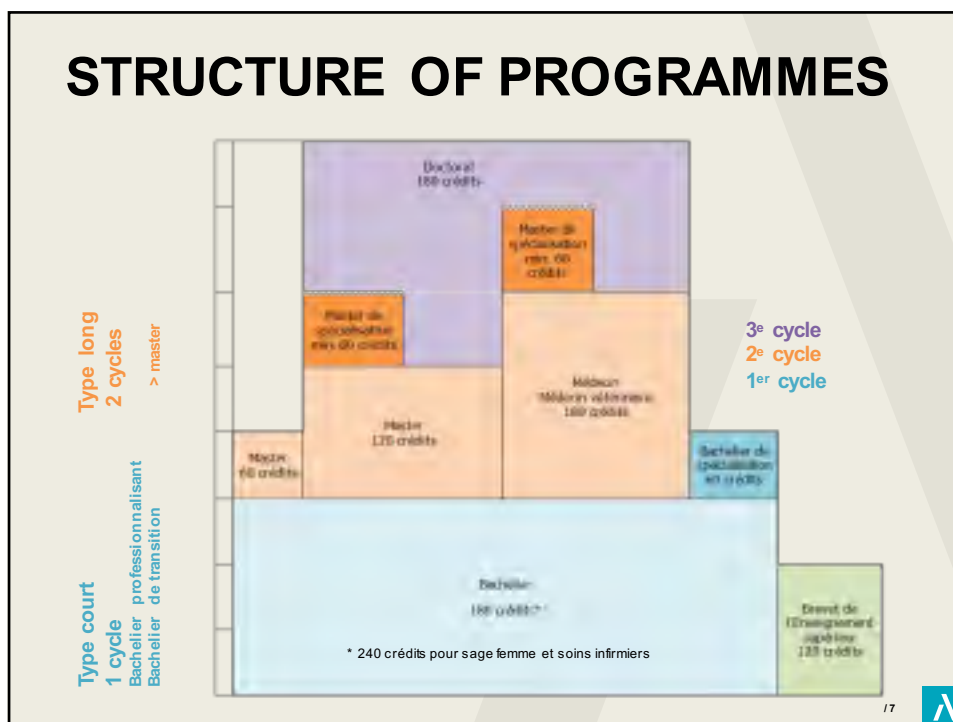 STRUCTURE OF PROGRAMMES
Doctorat
180 crédits
Master de
spécialisation
min. 60
crédits
Master de
spécialisation
min 60 crédits
Médecin
Médecin vétérinaire
180 crédits
Master
120 crédits
Master
60 crédits
Bachelier de
spécialisation
crédits
Bachelier
180 crédits*
* 240 crédits pour sage femme et soins infirmiers
Brevet de
l'Enseignement
supérieur
120 crédits
Type long
2 cycles
> master
Type court
1 cycle
Bachelier professionnalisant
Bachelier de transition
3e cycle
2e cycle
1er cycle
/ 7